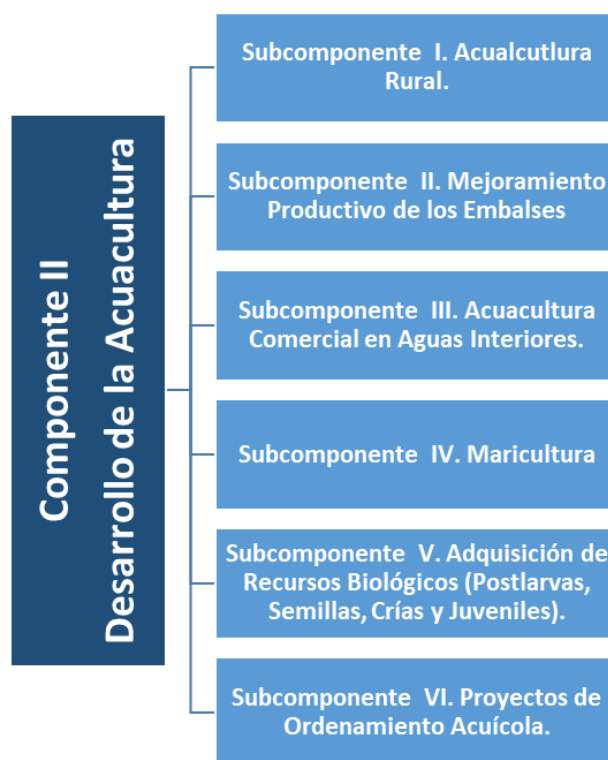 Componente II
Desarrollo de la Acuacultura
Subcomponente I. Acualcutlura
Rural.
Subcomponente II. Mejoramiento
Productivo de los Embalses
Subcomponente III. Acuacultura
Comercial en Aguas Interiores.
Subcomponente IV. Maricultura
Subcomponente V. Adquisición de
Recursos Biológicos (Postlarvas,
Semillas, Crías y Juveniles).
Subcomponente VI. Proyectos de
Ordenamiento Acuícola.